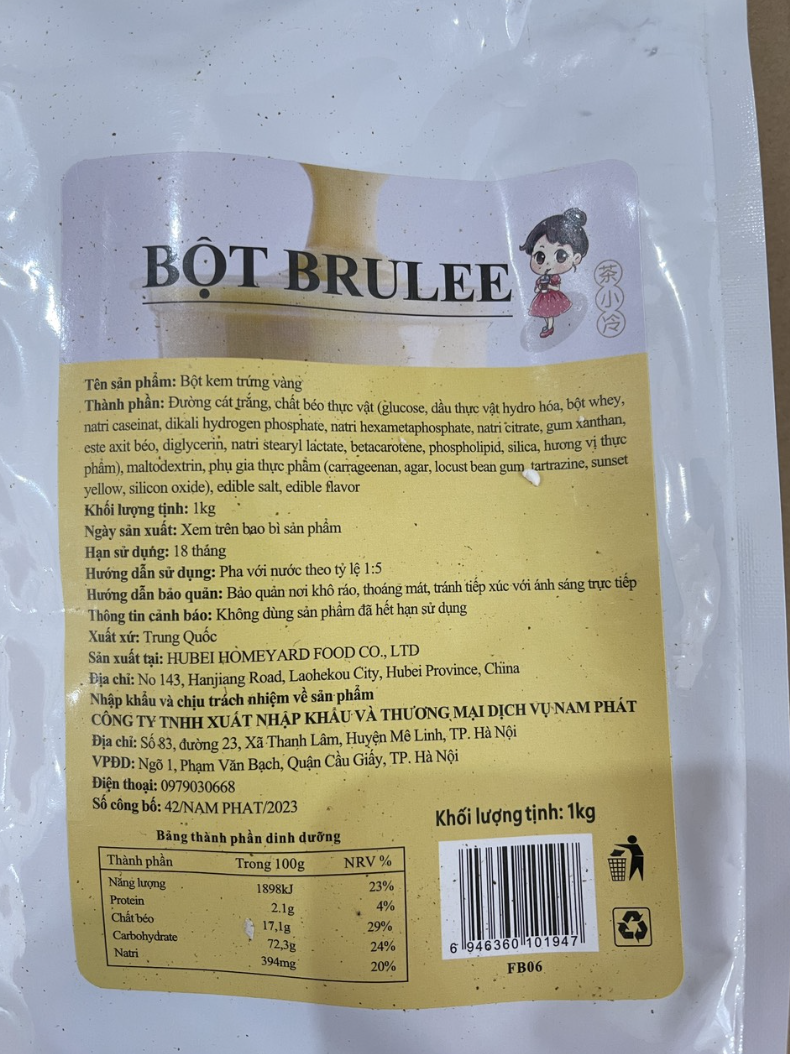 BỘT BRULEE
茶
小
冷
Tên sản phẩm: Bột kem trứng vàng
Thành phần: Đường cát trắng, chất béo thực vật (glucose, dầu thực vật hydro hóa, bột whey,
natri caseinat, dikali hydrogen phosphate, natri hexametaphosphate, natri citrate, gum xanthan,
este axit béo, diglycerin, natri stearyl lactate, betacarotene, phospholipid, silica, hương vị thực
phẩm), maltodextrin, phụ gia thực phẩm (carrageenan, agar, locust bean gum, tartrazine, sunset
yellow, silicon oxide), edible salt, edible flavor
Khối lượng tịnh: 1kg
Ngày sản xuất: Xem trên bao bì sản phẩm
Hạn sử dụng: 18 tháng
Hướng dẫn sử dụng: Pha với nước theo tỷ lệ 1:5
Hướng dẫn bảo quản: Bảo quản nơi khô ráo, thoáng mát, tránh tiếp xúc với ánh sáng trực tiếp
Thông tin cảnh báo: Không dùng sản phẩm đã hết hạn sử dụng
Xuất xứ: Trung Quốc
Sản xuất tại: HUBEI HOMEYARD FOOD CO., LTD
Địa chỉ: No 143, Hanjiang Road, Laohekou City, Hubei Province, China
Nhập khẩu và chịu trách nhiệm về sản phẩm
CÔNG TY TNHH XUẤT NHẬP KHẨU VÀ THƯƠNG MẠI DỊCH VỤ NAM PHÁT
Địa chỉ: Số 83, đường 23, Xã Thanh Lâm, Huyện Mê Linh, TP. Hà Nội
VPĐD: Ngõ 1, Phạm Văn Bạch, Quận Cầu Giấy, TP. Hà Nội
Điện thoại: 0979030668
Số công bố: 42/NAM PHAT/2023
Bảng thành phần dinh dưỡng
Thành phần Trong 100g NRV %
Năng lượng 1898kJ 23%
Protein 2.1g 4%
Chất béo 17,1g 29%
Carbohydrate 72,3g 24%
Natri 394mg 20%
Khối lượng tịnh: 1kg
6 946360 101947
FB06